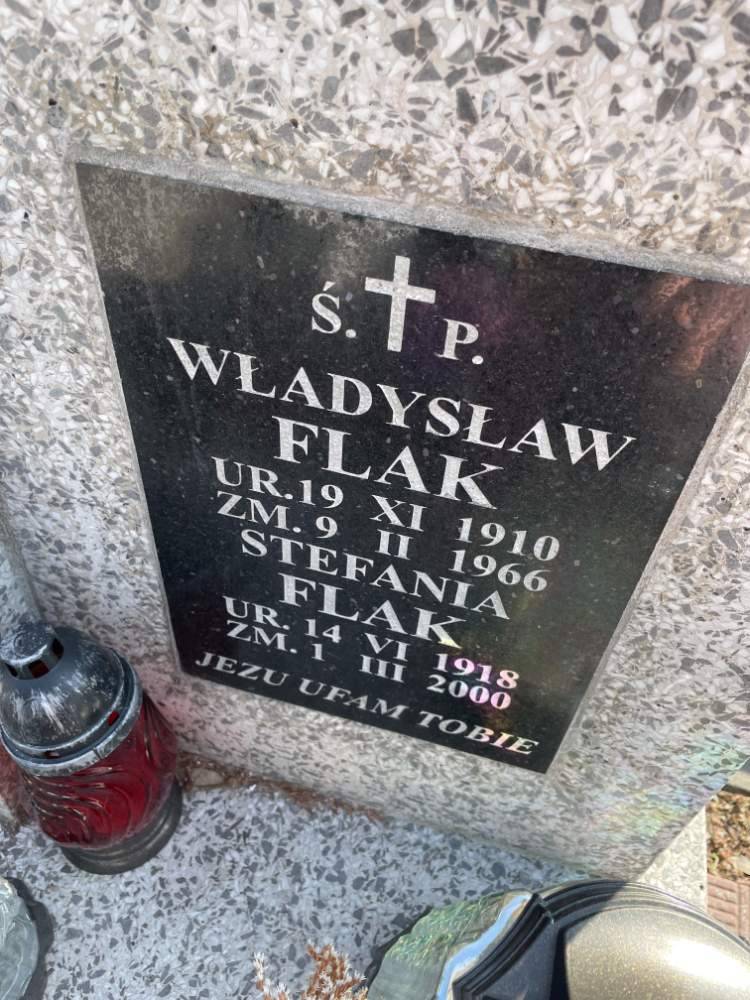 Ś. P.
WŁADYSŁAW
FLAK
UR. 19 XI 1910
ZM. 9 II 1966
STEFANIA
FLAK
UR. 14 VI 1918
ZM. 1 III 2000
JEZU UFAM TOBIE